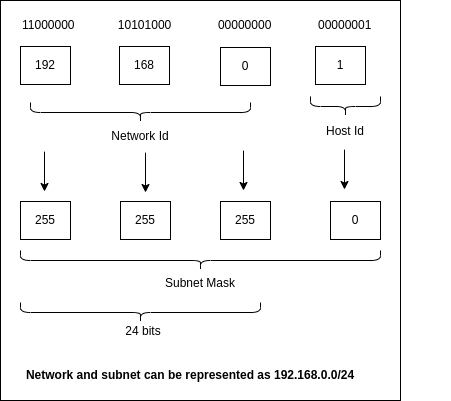 11000000 10101000 00000000 00000001
192 168 0 1
Network Id Host Id
255 255 255 0
Subnet Mask
24 bits
Network and subnet can be represented as 192.168.0.0/24